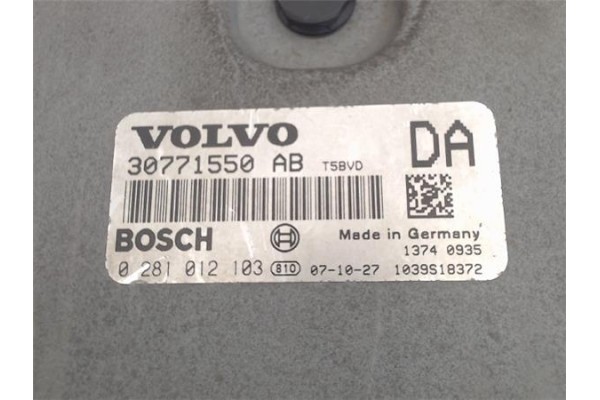 VOLVO
30771550 AB T5BVD
DA
BOSCH
Made in Germany
1374 0935
0 281 012 103 810 07-10-27 1039S18372